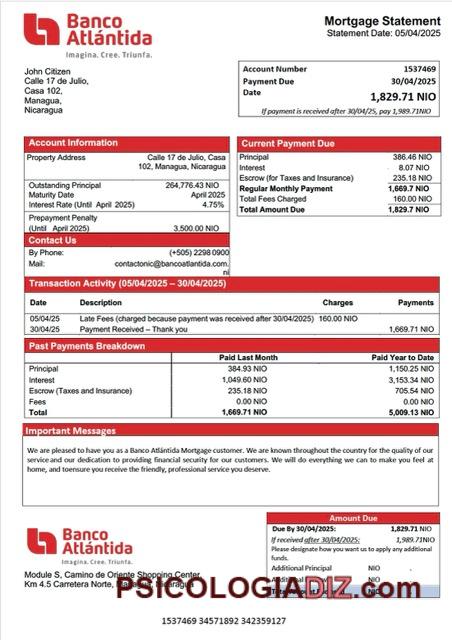 Banco
Atlántida
Imagina. Cree. Triunfa.
Mortgage Statement
Statement Date: 05/04/2025
John Citizen
Calle 17 de Julio,
Casa 102,
Managua,
Nicaragua
Account Number 1537469
Payment Due 30/04/2025
Date 1,829.71 NIO
If payment is received after 30/04/25, pay 1,989.71NIO
Account Information
Property Address Calle 17 de Julio, Casa
102, Managua, Nicaragua
Outstanding Principal 264,776.43 NIO
Maturity Date April 2025
Interest Rate (Until April 2025) 4.75%
Prepayment Penalty
(Until April 2025) 3,500.00 NIO
Contact Us
By Phone: (+505) 2298 0900
Mail: contactonic@bancoatlantida.com.
ni
Current Payment Due
Principal 386.46 NIO
Interest 8.07 NIO
Escrow (for Taxes and Insurance) 235.18 NIO
Regular Monthly Payment 1,669.7 NIO
Total Fees Charged 160.00 NIO
Total Amount Due 1,829.7 NIO
Transaction Activity (05/04/2025 – 30/04/2025)
Date Description Charges Payments
05/04/25 Late Fees (charged because payment was received after 30/04/2025) 160.00 NIO
30/04/25 Payment Received – Thank you 1,669.71 NIO
Past Payments Breakdown
Paid Last Month Paid Year to Date
Principal 384.93 NIO 1,150.25 NIO
Interest 1,049.60 NIO 3,153.34 NIO
Escrow (Taxes and Insurance) 235.18 NIO 705.54 NIO
Fees 0.00 NIO 0.00 NIO
Total 1,669.71 NIO 5,009.13 NIO
Important Messages
We are pleased to have you as a Banco Atlántida Mortgage customer. We are known throughout the country for the quality of our
service and our dedication to providing financial security for our customers. We will do everything we can to make you feel at
home, and toensure you receive the friendly, professional service you deserve.
Banco
Atlántida
Imagina. Cree. Triunfa.
Module S, Camino de Oriente Shopping Center,
Km 4.5 Carretera Norte, Managua, Nicaragua
Amount Due
Due By 30/04/2025: 1,829.71 NIO
If received after 30/04/2025: 1,989.71NIO
Please designate how you want us to apply any additional
funds.
Additional Principal NIO
Additional NIO
PSICOLOGIADIZ.com
1537469 34571892 342359127